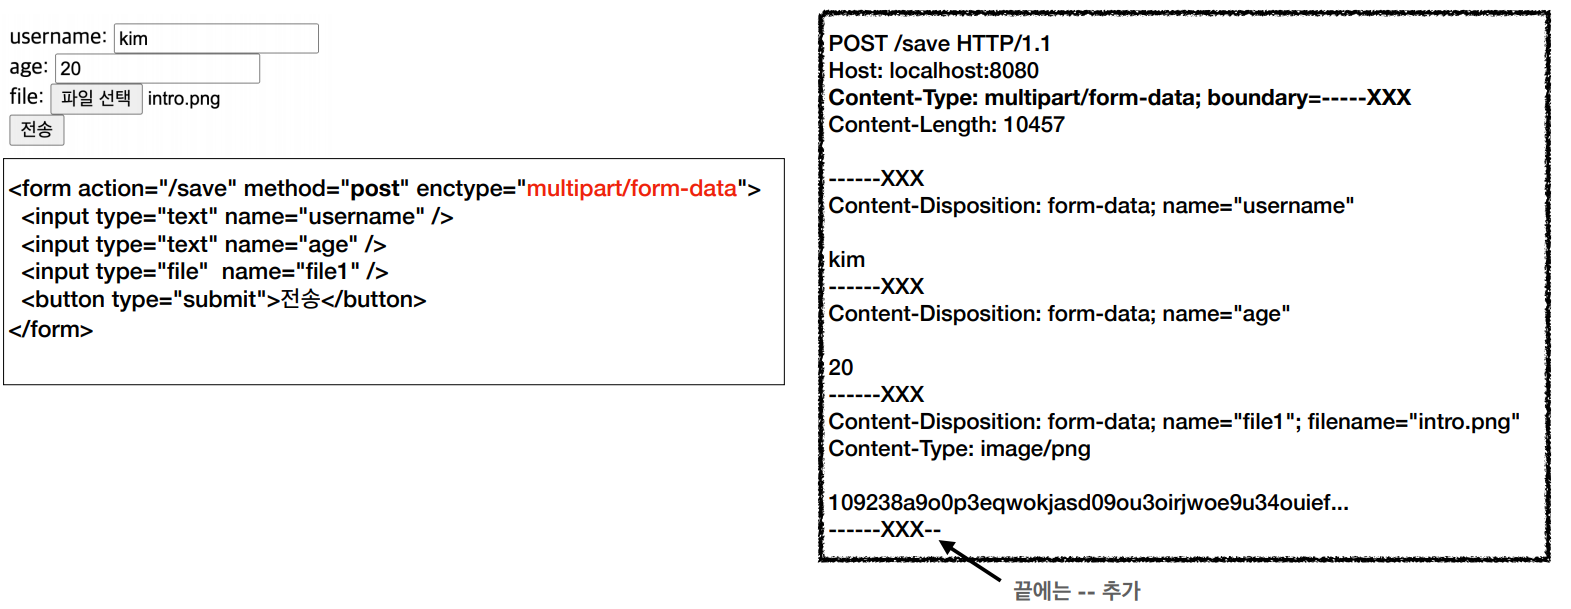 username: kim
age: 20
file: 파일 선택 intro.png
전송
<form action="/save" method="post" enctype="multipart/form-data">
<input type="text" name="username" />
<input type="text" name="age" />
<input type="file"  name="file1" />
<button type="submit">전송</button>
</form>
POST /save HTTP/1.1
Host: localhost:8080
Content-Type: multipart/form-data; boundary=-----XXX
Content-Length: 10457
------XXX
Content-Disposition: form-data; name="username"
kim
------XXX
Content-Disposition: form-data; name="age"
20
------XXX
Content-Disposition: form-data; name="file1"; filename="intro.png"
Content-Type: image/png
109238a9o0p3eqwokjasd09ou3oirjwoe9u34ouief...
------XXX--
끝에는 -- 추가